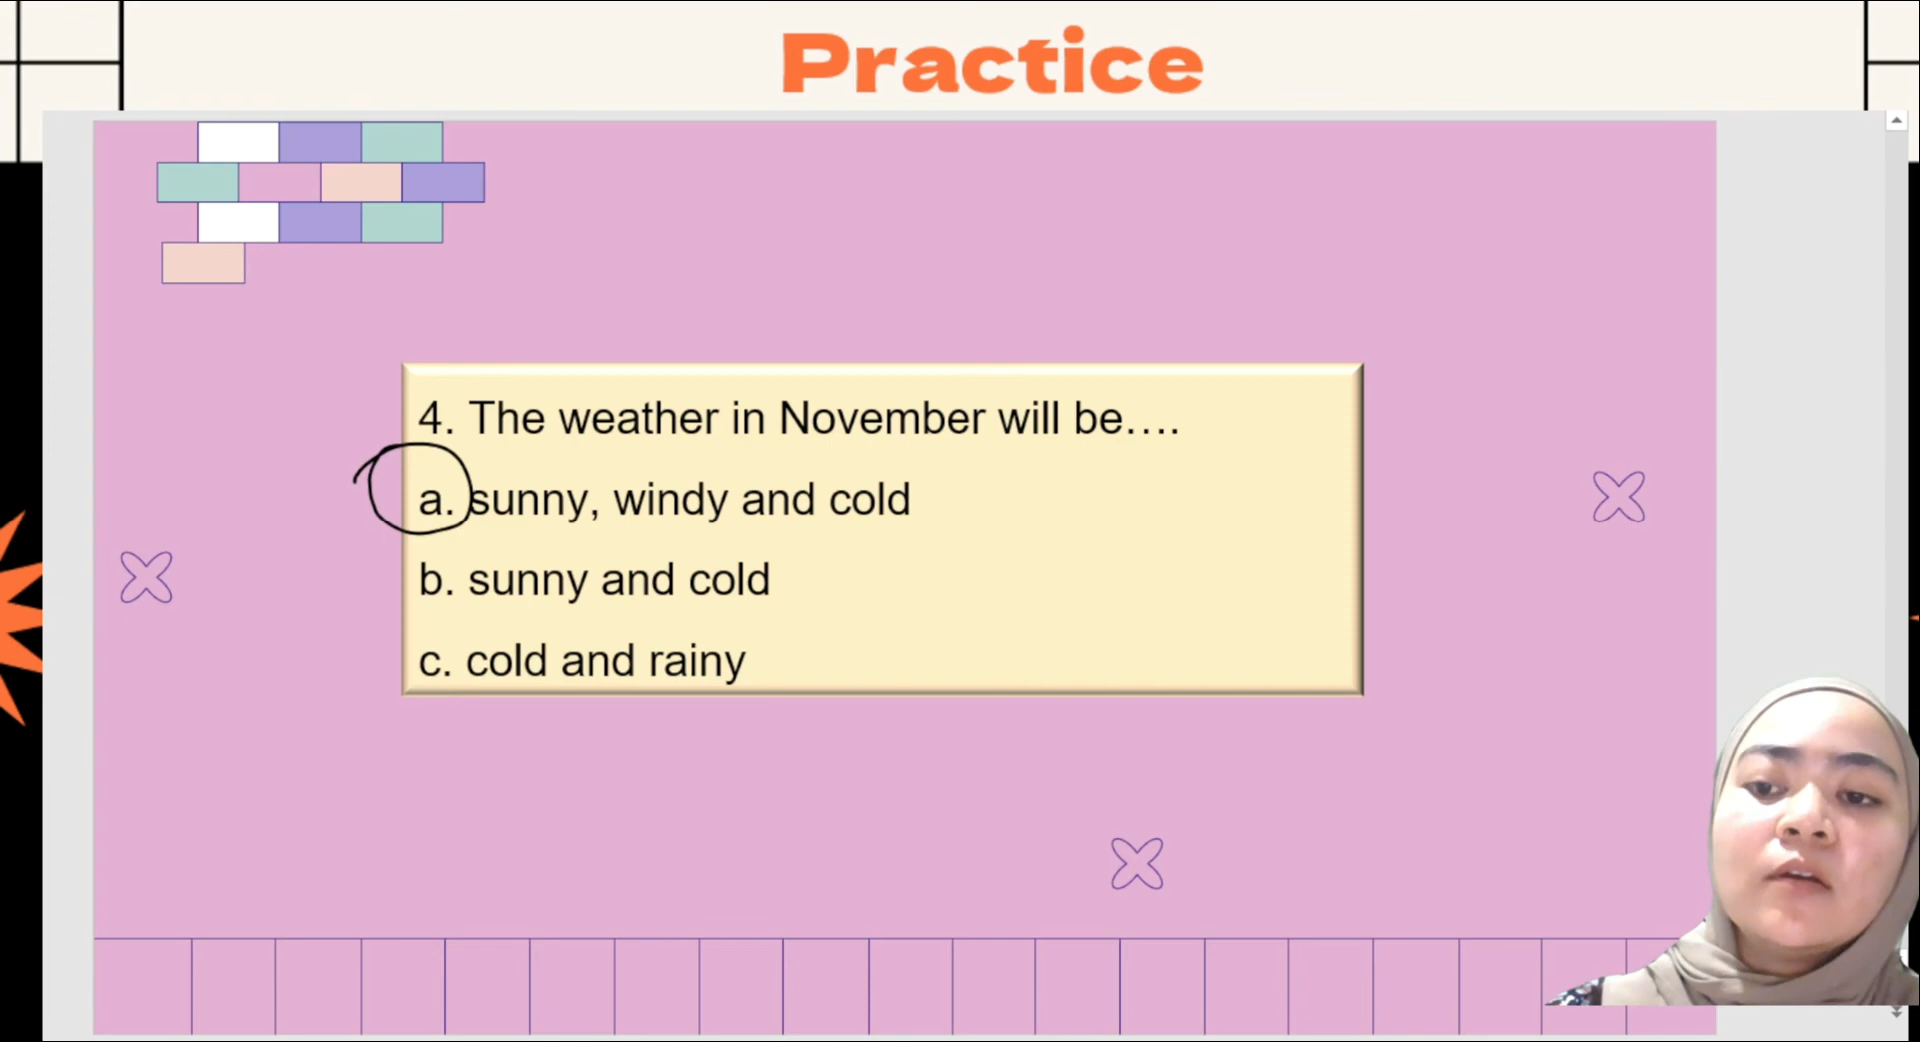 Practice
4. The weather in November will be....
a. sunny, windy and cold
b. sunny and cold
c. cold and rainy